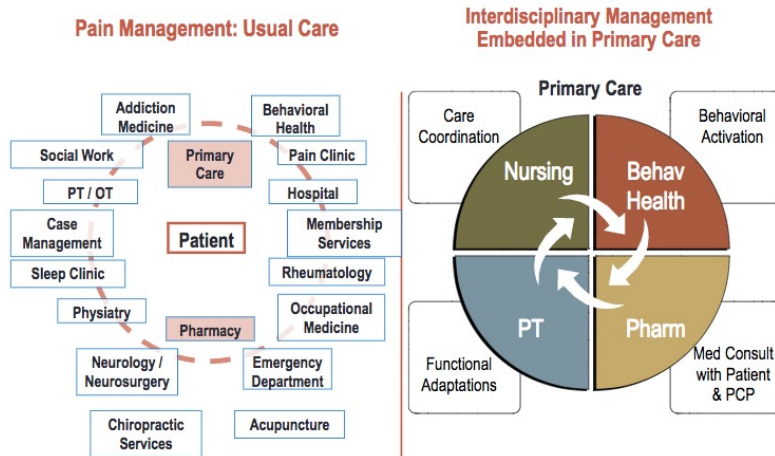 Pain Management: Usual Care
Addiction
Medicine
Behavioral
Health
Social Work
Primary
Care
Pain Clinic
PT / OT
Hospital
Case
Management
Patient
Membership
Services
Sleep Clinic
Rheumatology
Physiatry
Occupational
Medicine
Pharmacy
Neurology /
Neurosurgery
Emergency
Department
Chiropractic
Services
Acupuncture
Interdisciplinary Management
Embedded in Primary Care
Primary Care
Care
Coordination
Behavioral
Activation
Nursing
Behav
Health
PT
Pharm
Functional
Adaptations
Med Consult
with Patient
& PCP